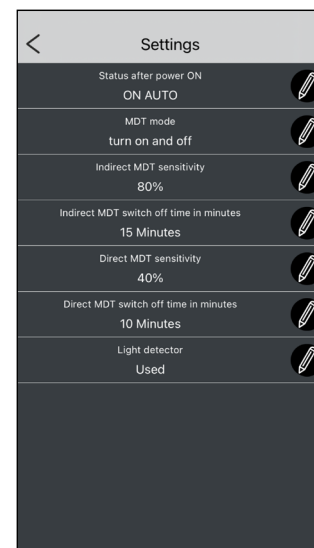 Settings
Status after power ON
ON AUTO
MDT mode
turn on and off
Indirect MDT sensitivity
80%
Indirect MDT switch off time in minutes
15 Minutes
Direct MDT sensitivity
40%
Direct MDT switch off time in minutes
10 Minutes
Light detector
Used